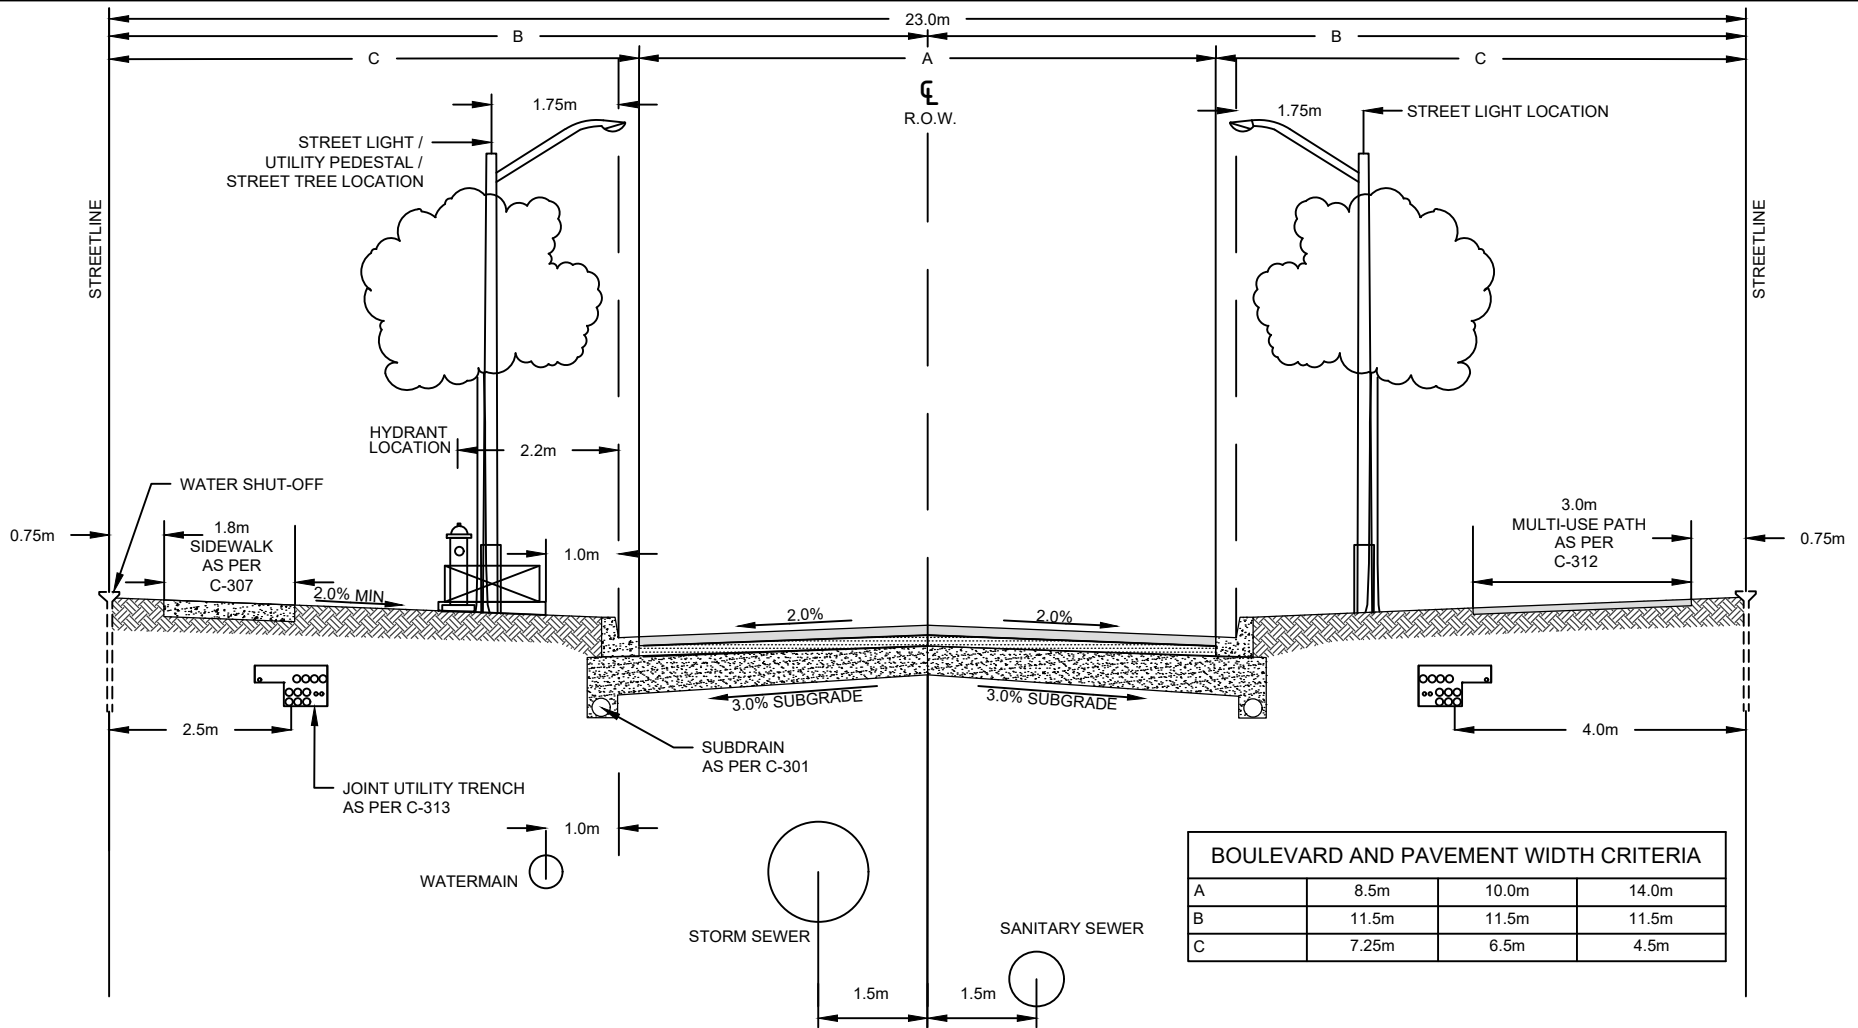 23.0m
B
B
C
A
C
1.75m
℄
R.O.W.
1.75m
STREET LIGHT LOCATION
STREET LIGHT /
UTILITY PEDESTAL /
STREET TREE LOCATION
STREETLINE
STREETLINE
HYDRANT
LOCATION
2.2m
WATER SHUT-OFF
0.75m
1.8m
SIDEWALK
AS PER
C-307
1.0m
3.0m
MULTI-USE PATH
AS PER
C-312
0.75m
2.0% MIN
2.0%
2.0%
3.0% SUBGRADE
3.0% SUBGRADE
2.5m
4.0m
SUBDRAIN
AS PER C-301
JOINT UTILITY TRENCH
AS PER C-313
1.0m
WATERMAIN
STORM SEWER
SANITARY SEWER
1.5m
1.5m
BOULEVARD AND PAVEMENT WIDTH CRITERIA
A 8.5m 10.0m 14.0m
B 11.5m 11.5m 11.5m
C 7.25m 6.5m 4.5m